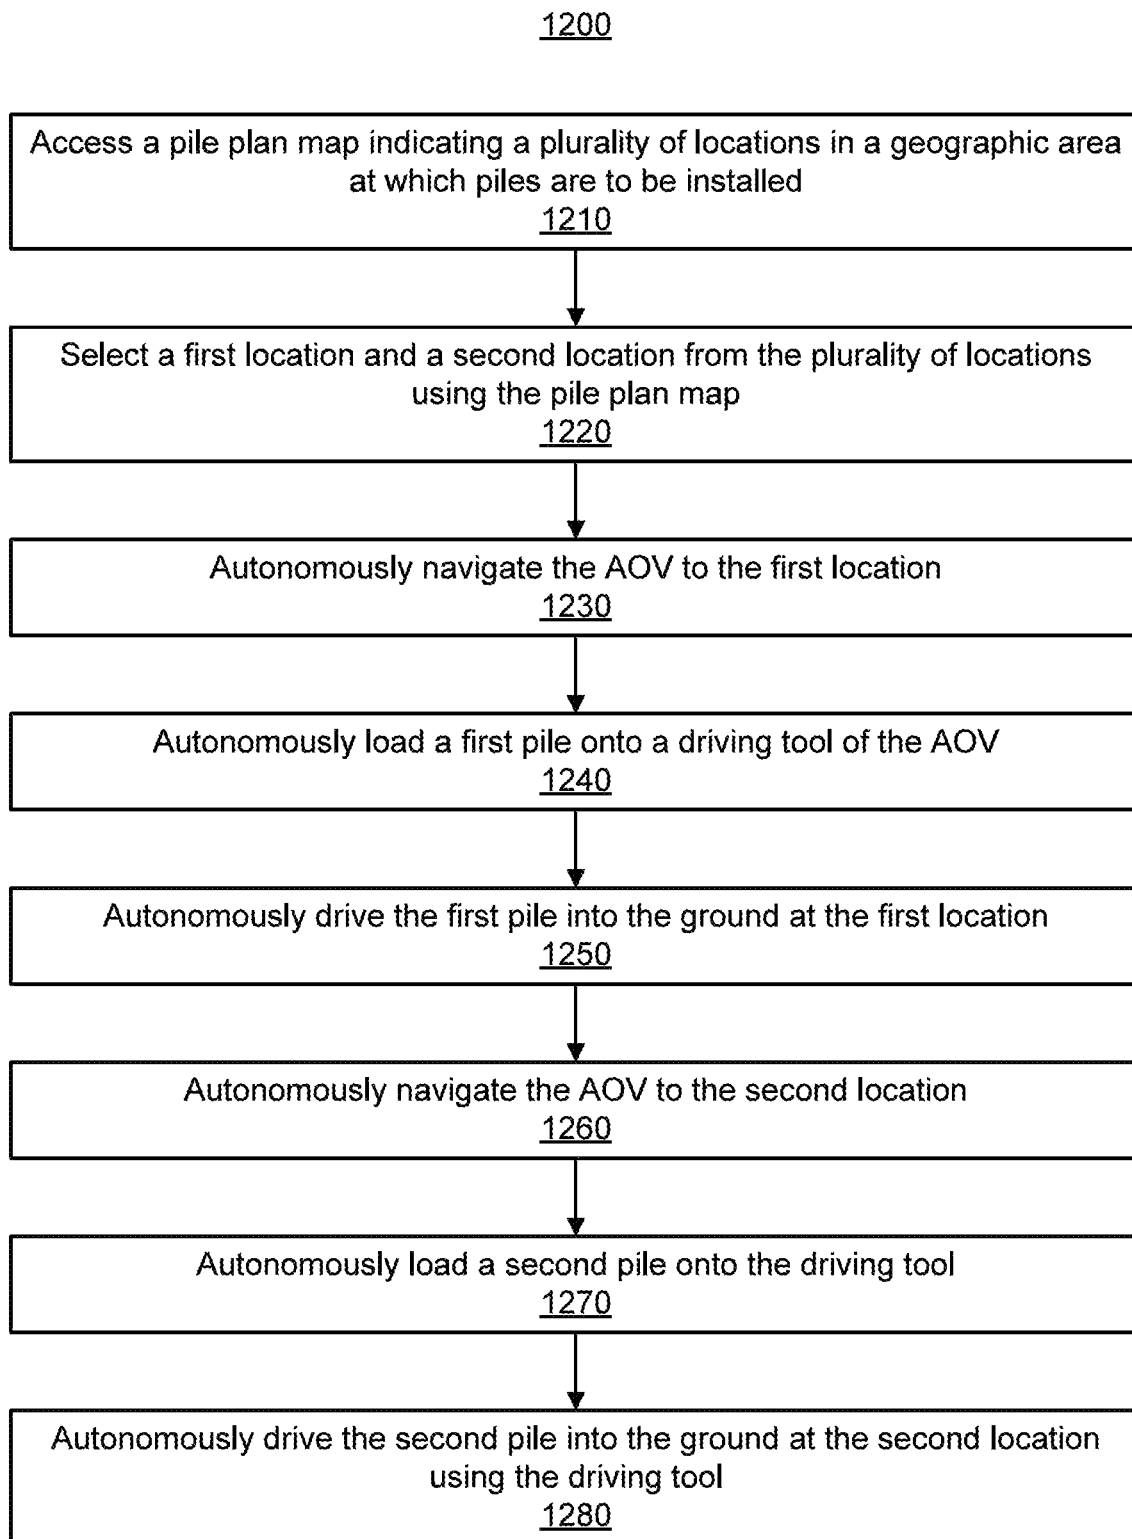 1200
Access a pile plan map indicating a plurality of locations in a geographic area
at which piles are to be installed
1210
Select a first location and a second location from the plurality of locations
using the pile plan map
1220
Autonomously navigate the AOV to the first location
1230
Autonomously load a first pile onto a driving tool of the AOV
1240
Autonomously drive the first pile into the ground at the first location
1250
Autonomously navigate the AOV to the second location
1260
Autonomously load a second pile onto the driving tool
1270
Autonomously drive the second pile into the ground at the second location
using the driving tool
1280